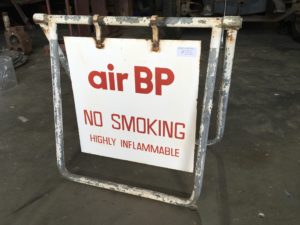 air BP
NO SMOKING
HIGHLY INFLAMMABLE